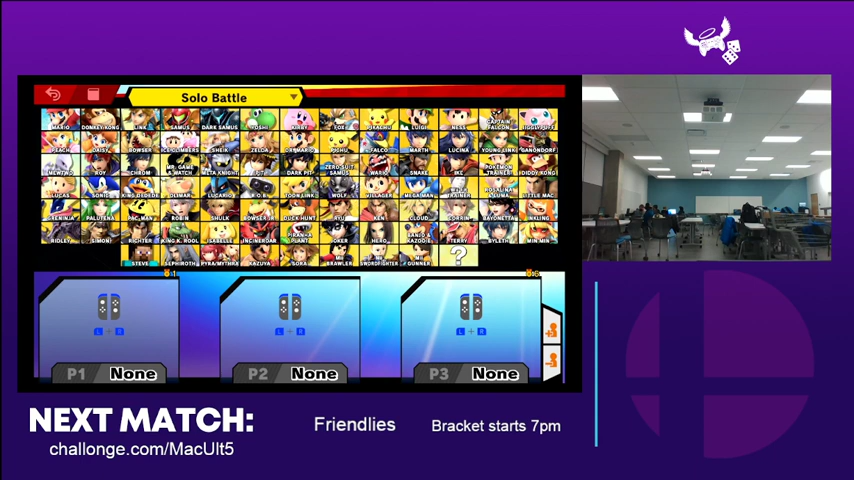 Solo Battle
MARIO DONKEY KONG LINK SAMUS DARK SAMUS YOSHI KIRBY FOX PIKACHU LUIGI NESS CAPTAIN FALCON JIGGLYPUFF
PEACH DAISY BOWSER ICE CLIMBERS SHEIK ZELDA DR. MARIO PICHU FALCO MARTH LUCINA YOUNG LINK GANONDORF
MEWTWO ROY CHROM MR. GAME & WATCH META KNIGHT PIT DARK PIT ZERO SUIT SAMUS WARIO SNAKE IKE POKÉMON TRAINER DIDDY KONG
LUCAS SONIC KING DEDEDE OLIMAR LUCARIO R.O.B. TOON LINK WOLF VILLAGER MEGA MAN WII FIT TRAINER ROSALINA & LUMA LITTLE MAC
GRENINJA PALUTENA PAC-MAN ROBIN SHULK BOWSER JR. DUCK HUNT RYU KEN CLOUD CORRIN BAYONETTA INKLING
RIDLEY SIMON RICHTER KING K. ROOL ISABELLE INCINEROAR PIRANHA PLANT JOKER HERO BANJO & KAZOOIE TERRY BYLETH MIN MIN
STEVE SEPHIROTH PYRA/MYTHRA KAZUYA SORA Mii BRAWLER Mii SWORDFIGHTER Mii GUNNER ?
L + R L + R L + R
P1 None P2 None P3 None
NEXT MATCH: Friendlies Bracket starts 7pm
challonge.com/MacUlt5